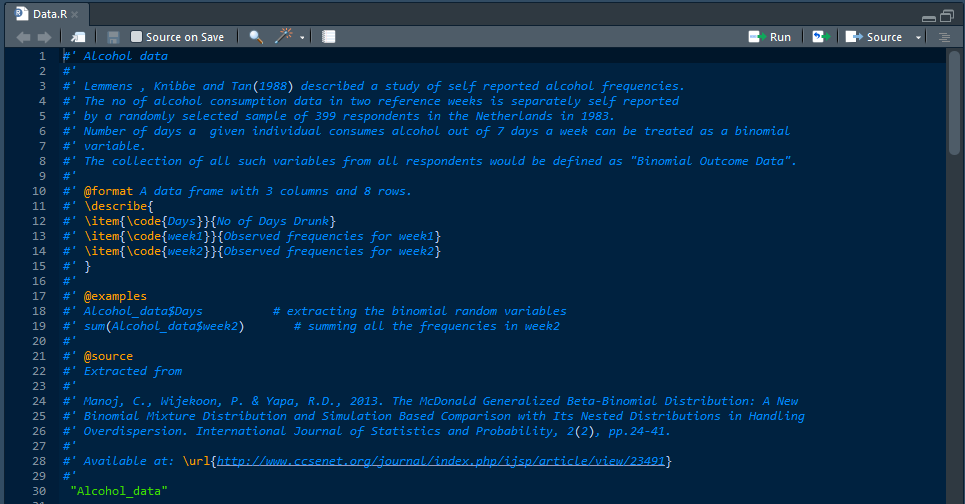 Data.R
Source on Save
Run
Source
1 #' Alcohol data
2 #'
3 #' Lemmens , Knibbe and Tan(1988) described a study of self reported alcohol frequencies.
4 #' The no of alcohol consumption data in two reference weeks is separately self reported
5 #' by a randomly selected sample of 399 respondents in the Netherlands in 1983.
6 #' Number of days a  given individual consumes alcohol out of 7 days a week can be treated as a binomial
7 #' variable.
8 #' The collection of all such variables from all respondents would be defined as "Binomial Outcome Data".
9 #'
10 #' @format A data frame with 3 columns and 8 rows.
11 #' \describe{
12 #' \item{\code{Days}}{No of Days Drunk}
13 #' \item{\code{week1}}{Observed frequencies for week1}
14 #' \item{\code{week2}}{Observed frequencies for week2}
15 #' }
16 #'
17 #' @examples
18 #' Alcohol_data$Days          # extracting the binomial random variables
19 #' sum(Alcohol_data$week2)       # summing all the frequencies in week2
20 #'
21 #' @source
22 #' Extracted from
23 #'
24 #' Manoj, C., Wijekoon, P. & Yapa, R.D., 2013. The McDonald Generalized Beta-Binomial Distribution: A New
25 #' Binomial Mixture Distribution and Simulation Based Comparison with Its Nested Distributions in Handling
26 #' Overdispersion. International Journal of Statistics and Probability, 2(2), pp.24-41.
27 #'
28 #' Available at: \url{http://www.ccsenet.org/journal/index.php/ijsp/article/view/23491}
29 #'
30 "Alcohol_data"
31